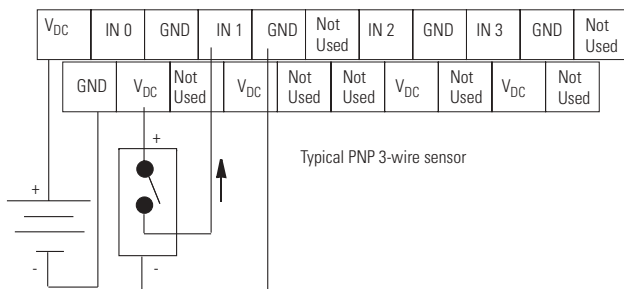 VDC IN 0 GND IN 1 GND Not Used IN 2 GND IN 3 GND Not Used
GND VDC Not Used VDC Not Used Not Used VDC Not Used VDC Not Used
+
Typical PNP 3-wire sensor
+
-
-